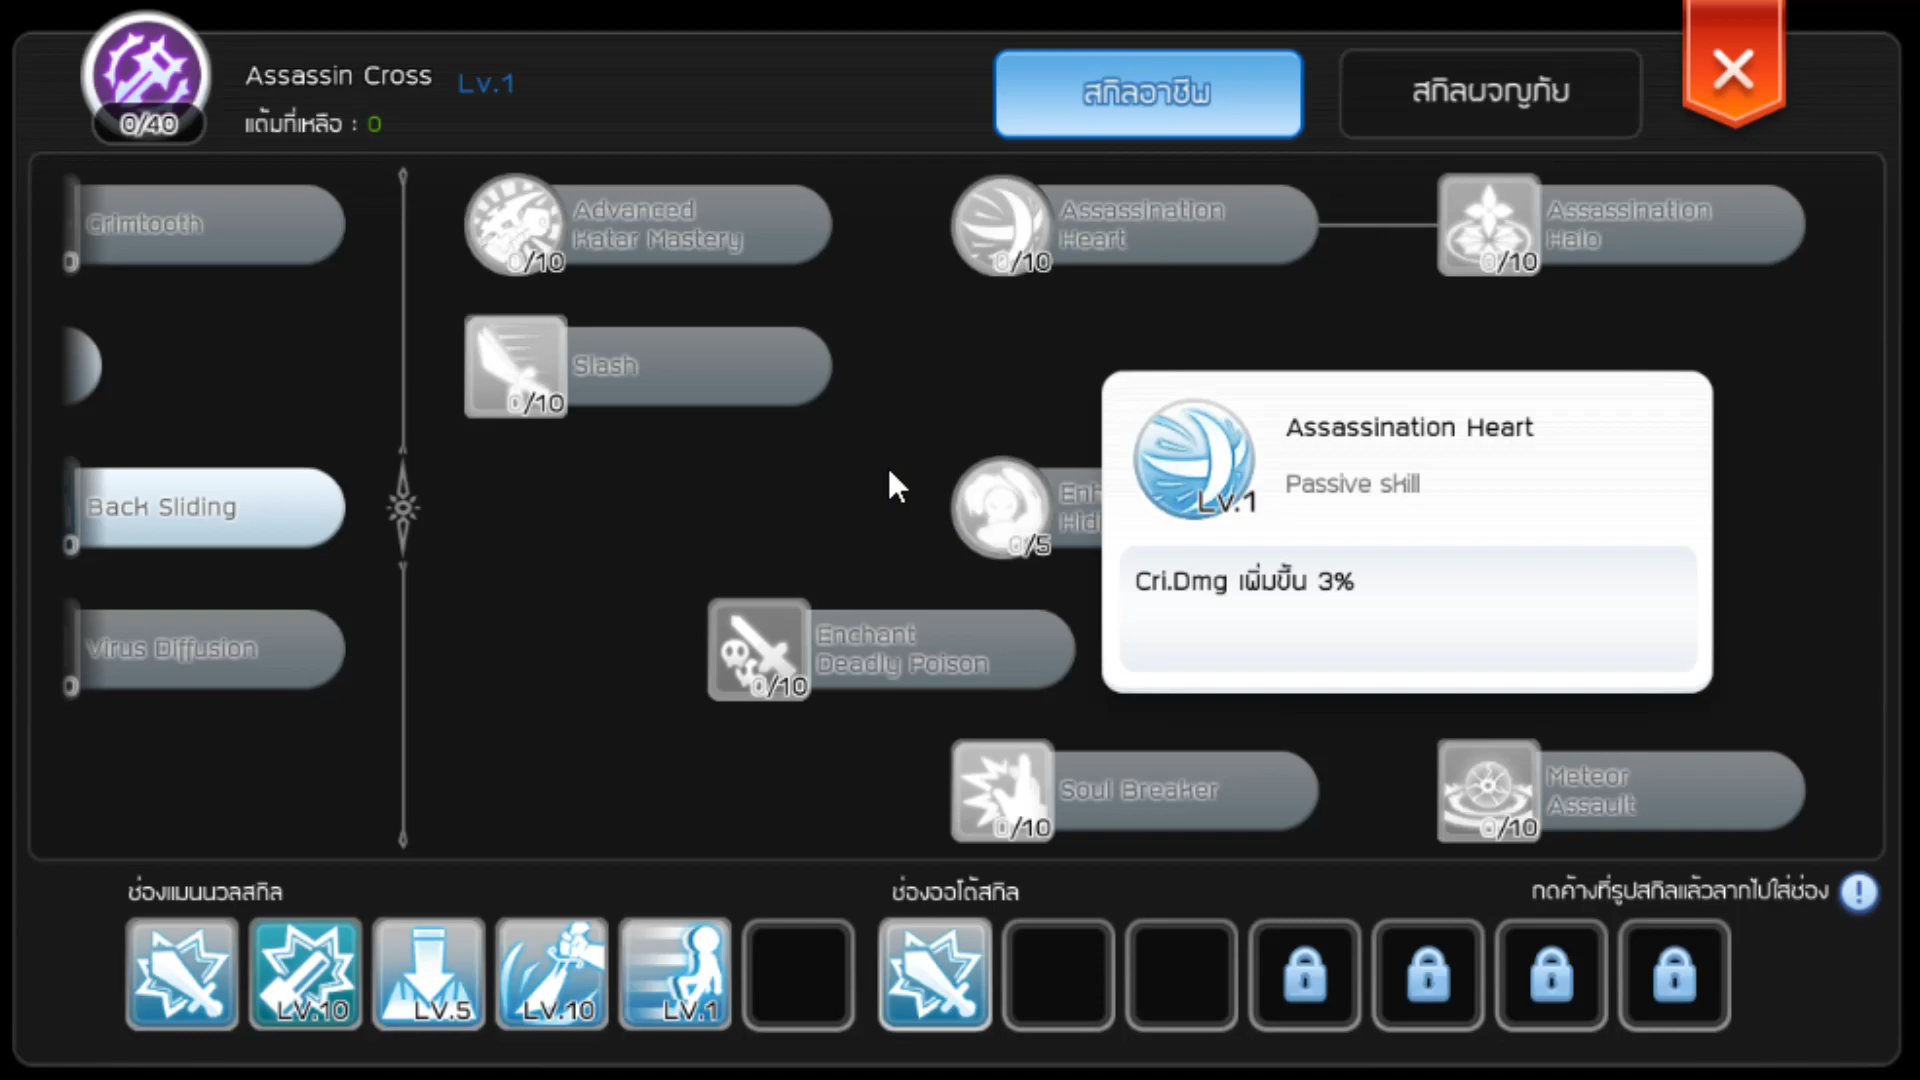 Assassin Cross Lv.1
แต้มที่เหลือ : 0
0/40
สกิลอาชีพ
สกิลผจญภัย
Grimtooth
0
Advanced
Katar Mastery
0/10
Assassination
Heart
0/10
Assassination
Halo
0/10
Slash
0/10
Back Sliding
0
Assassination Heart
Passive skill
Lv.1
Cri.Dmg เพิ่มขึ้น 3%
0/5
Virus Diffusion
0
Enchant
Deadly Poison
0/10
Soul Breaker
0/10
Meteor
Assault
0/10
ช่องแมนนวลสกิล
ช่องออโต้สกิล
กดค้างที่รูปสกิลแล้วลากไปใส่ช่อง
Lv.10
Lv.5
Lv.10
Lv.1